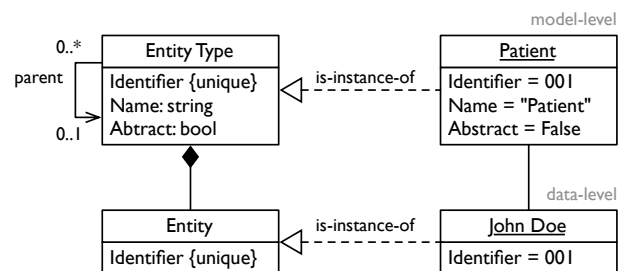 model-level
0..*
Entity Type
Patient
parent
Identifier {unique}
is-instance-of
Identifier = 001
Name: string
Name = "Patient"
0..1
Abtract: bool
Abstract = False
data-level
Entity
is-instance-of
John Doe
Identifier {unique}
Identifier = 001